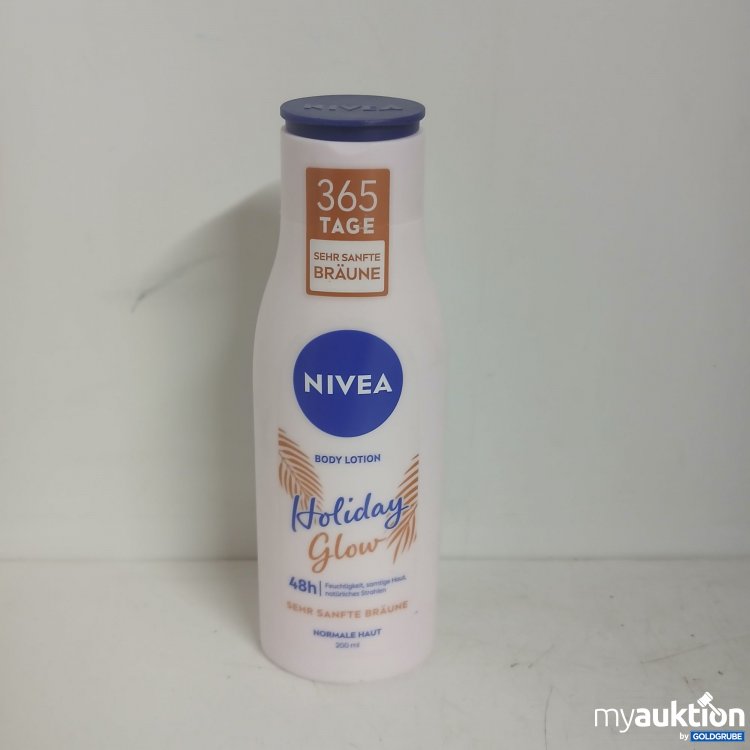 NIVEA
365
TAGE
SEHR SANFTE
BRÄUNE
NIVEA
BODY LOTION
Holiday
Glow
48h
Feuchtigkeit, samtige Haut,
natürliches Strahlen
SEHR SANFTE BRÄUNE
NORMALE HAUT
200 ml
myauktion
by GOLDGRUBE